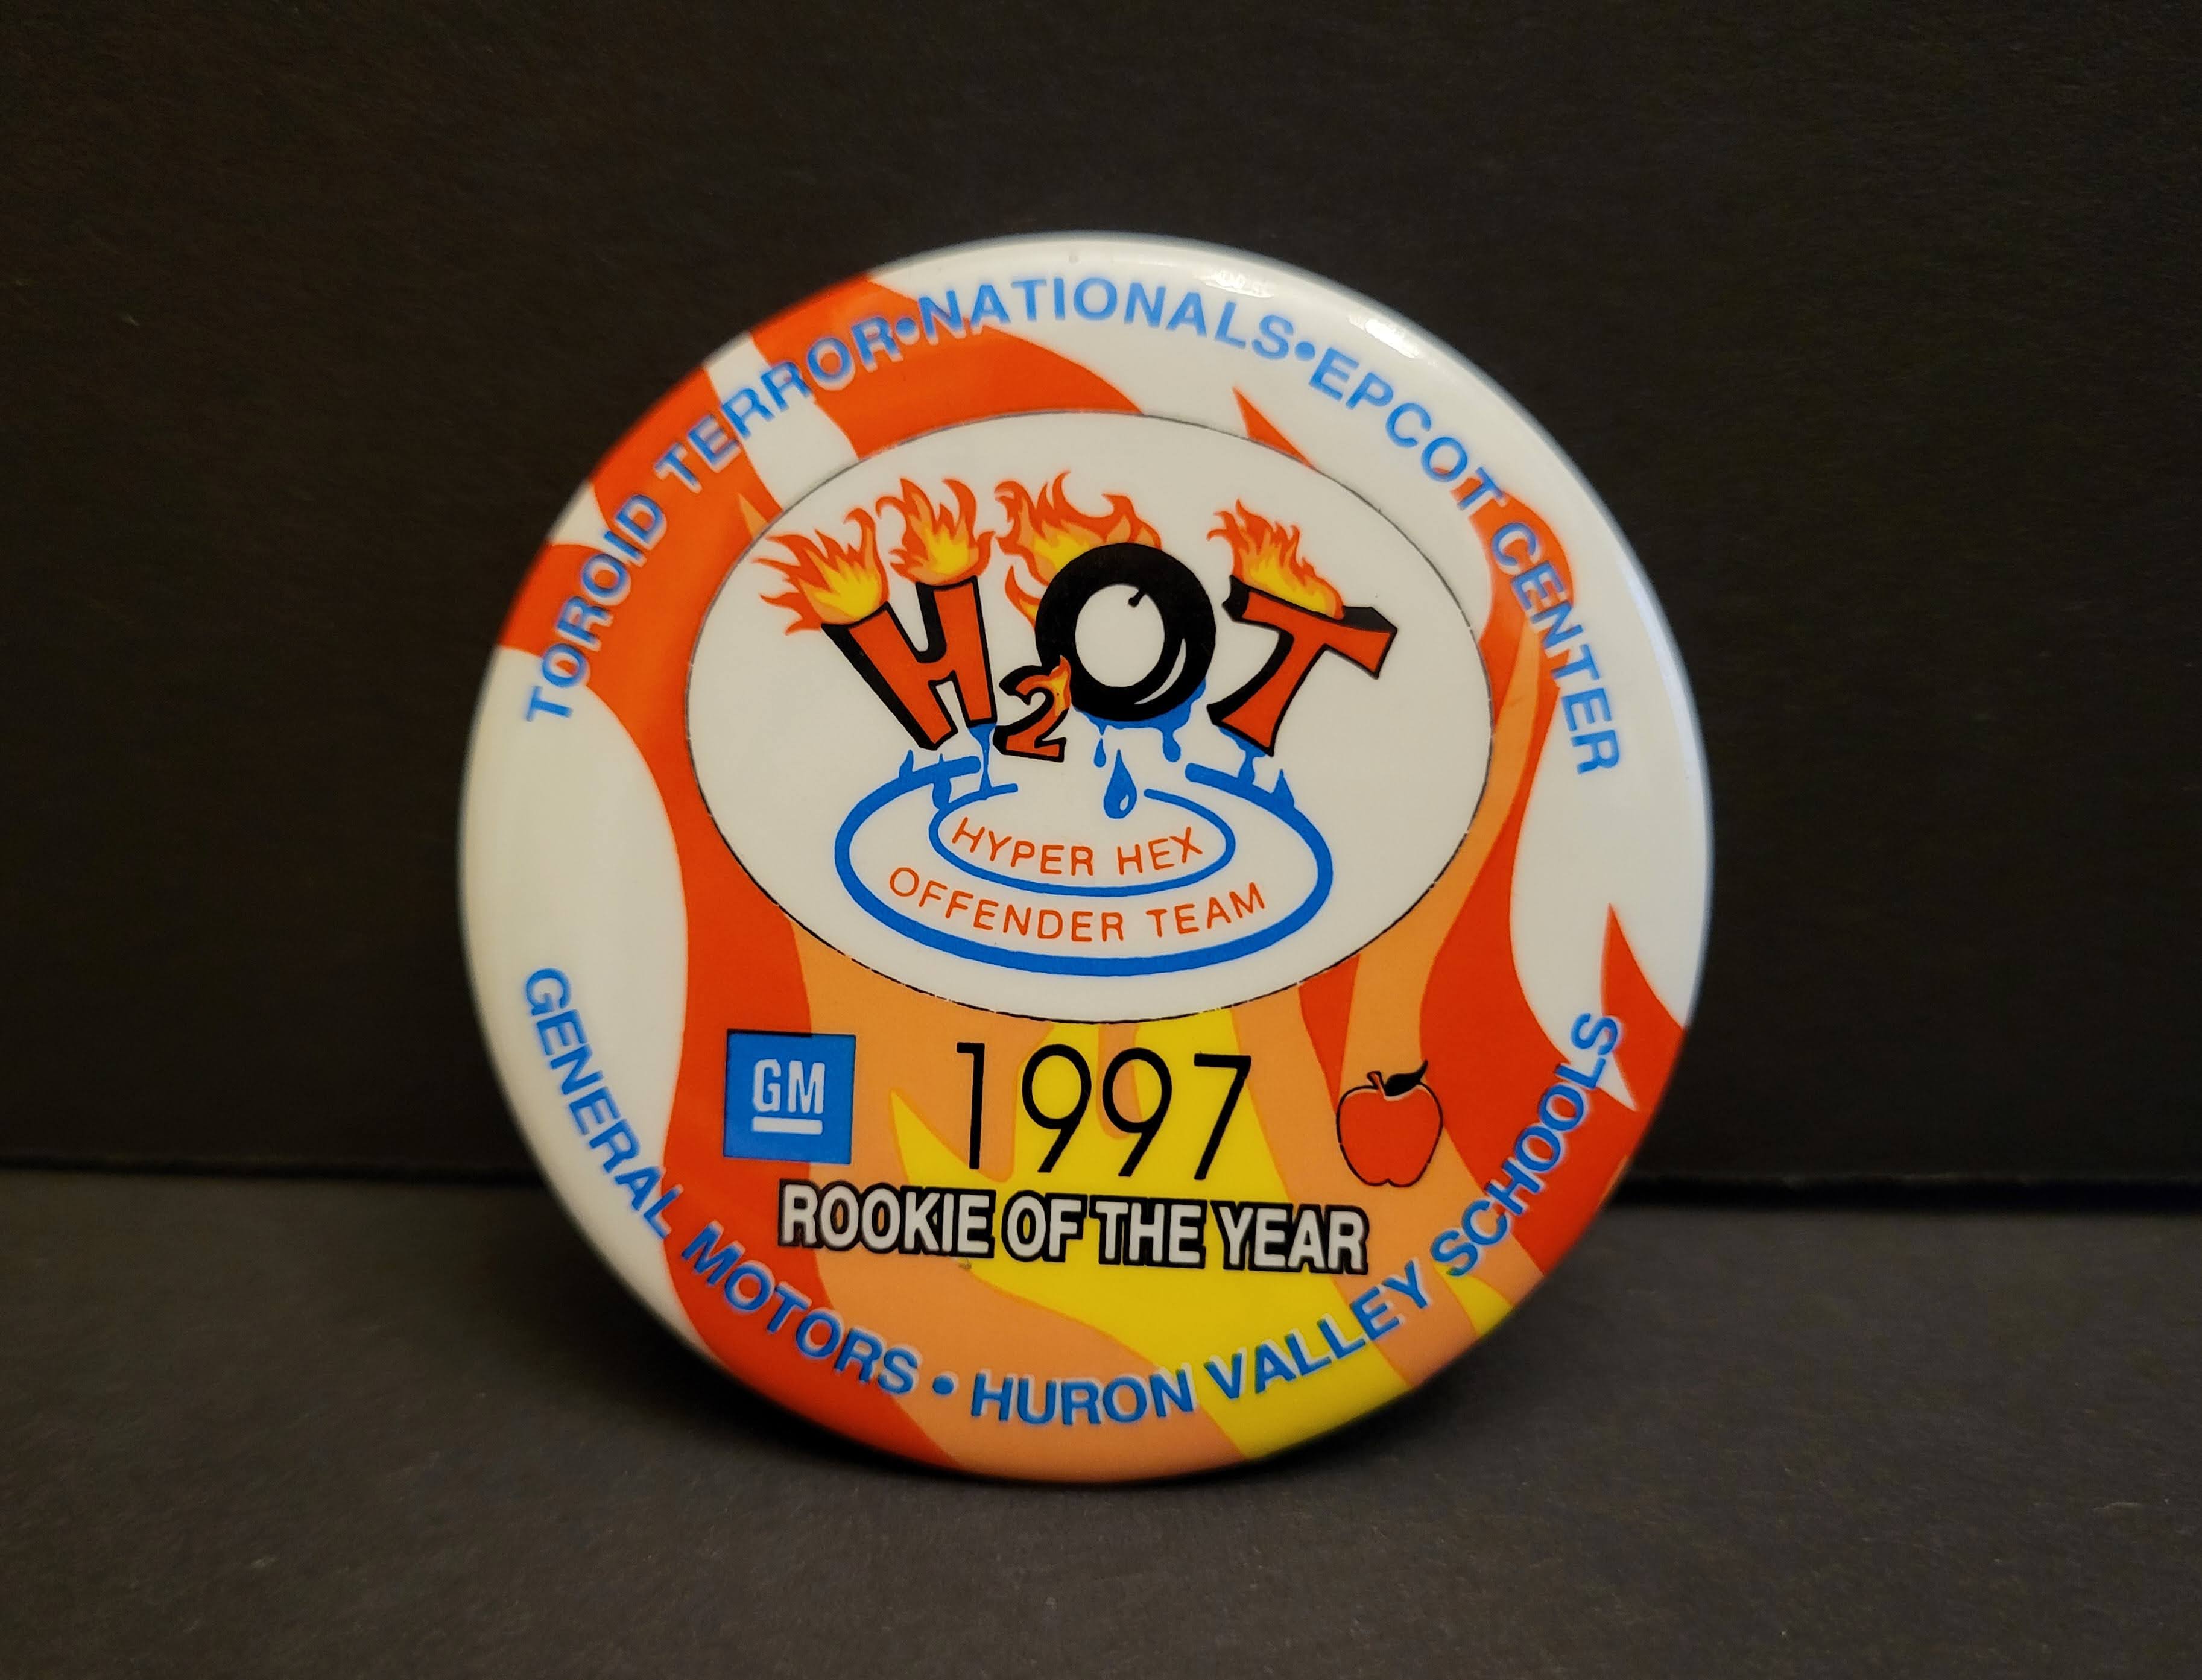 TOROID TERROR•NATIONALS•EPCOT CENTER
H2OT
HYPER HEX
OFFENDER TEAM
GM
1997
ROOKIE OF THE YEAR
GENERAL MOTORS • HURON VALLEY SCHOOLS